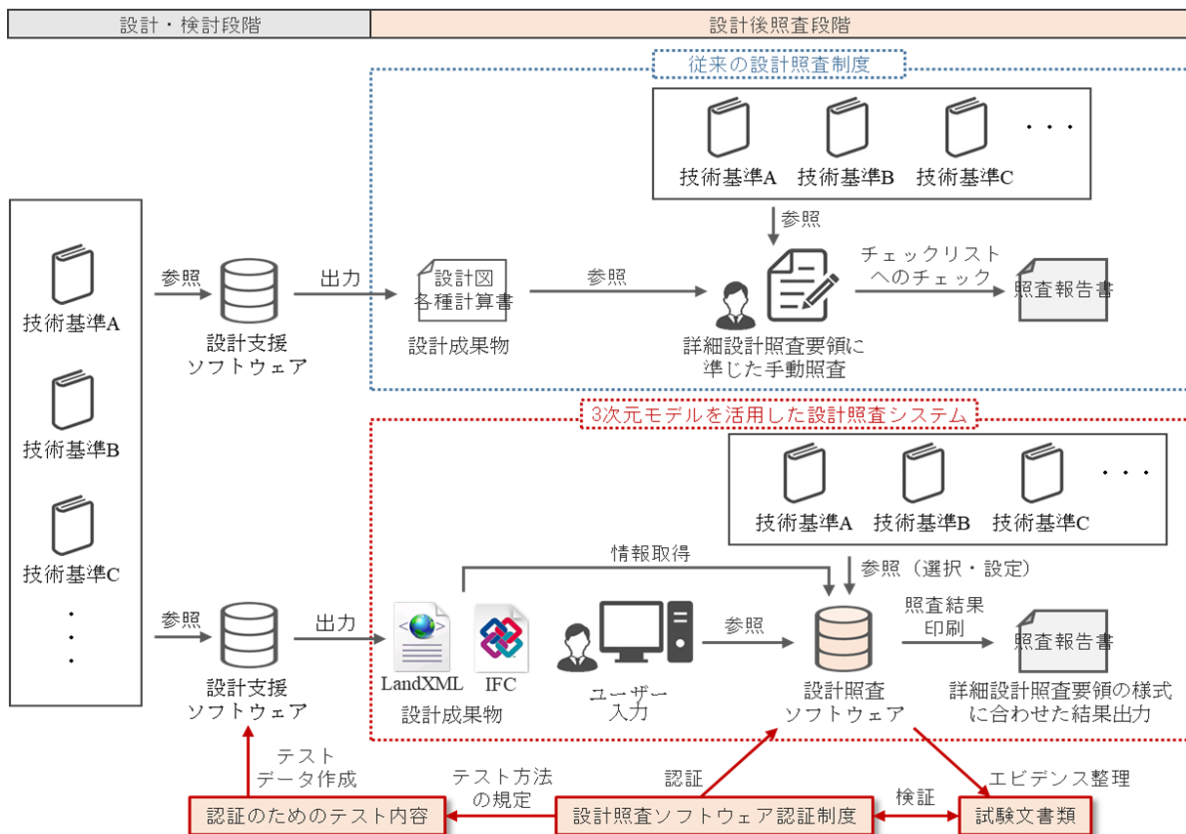 設計・検討段階
設計後照査段階
従来の設計照査制度
技術基準A
技術基準B
技術基準C
・・・
参照
技術基準A
技術基準B
技術基準C
・
・
・
参照
設計支援
ソフトウェア
出力
設計図
各種計算書
設計成果物
参照
詳細設計照査要領に
準じた手動照査
チェックリスト
へのチェック
照査報告書
3次元モデルを活用した設計照査システム
技術基準A
技術基準B
技術基準C
・・・
情報取得
参照（選択・設定）
参照
設計支援
ソフトウェア
出力
LandXML
IFC
設計成果物
ユーザー
入力
参照
設計照査
ソフトウェア
照査結果
印刷
照査報告書
詳細設計照査要領の様式
に合わせた結果出力
テスト
データ作成
テスト方法
の規定
認証
エビデンス整理
検証
認証のためのテスト内容
設計照査ソフトウェア認証制度
試験文書類